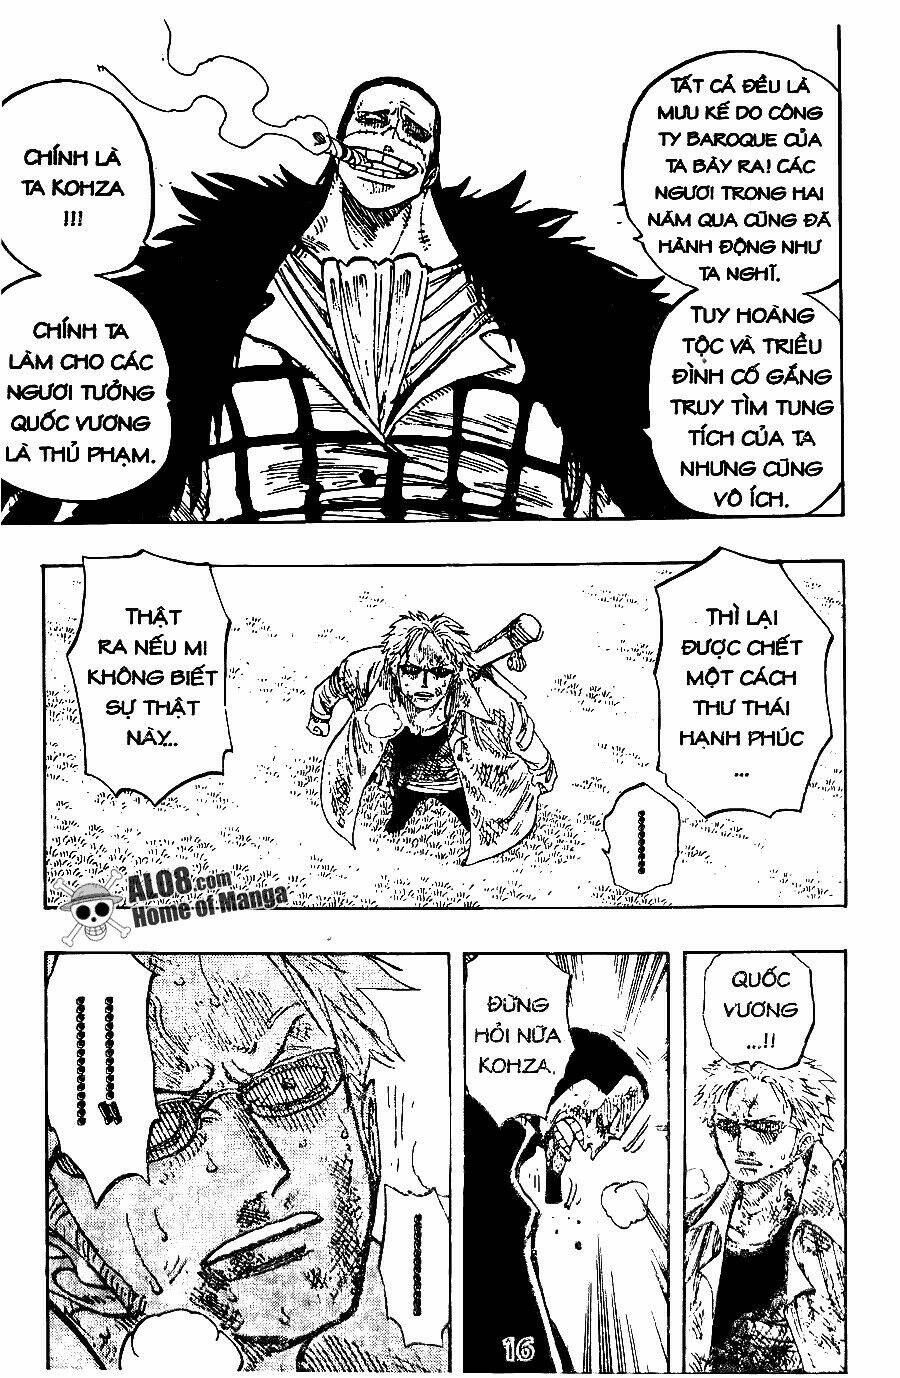 CHÍNH LÀ
TA KOHZA
!!!
CHÍNH TA
LÀM CHO CÁC
NGƯƠI TƯỞNG
QUỐC VƯƠNG
LÀ THỦ PHẠM.
TẤT CẢ ĐỀU LÀ
MƯU KẾ DO CÔNG
TY BAROQUE CỦA
TA BÀY RA! CÁC
NGƯƠI TRONG HAI
NĂM QUA CŨNG ĐÃ
HÀNH ĐỘNG NHƯ
TA NGHĨ.
TUY HOÀNG
TỘC VÀ TRIỀU
ĐÌNH CỐ GẮNG
TRUY TÌM TUNG
TÍCH CỦA TA
NHƯNG CŨNG
VÔ ÍCH.
THẬT
RA NẾU MI
KHÔNG BIẾT
SỰ THẬT
NÀY...
THÌ LẠI
ĐƯỢC CHẾT
MỘT CÁCH
THƯ THÁI
HẠNH PHÚC
...
..........
AL08.com
Home of Manga
.................!!
.................
..............
ĐỪNG
HỎI NỮA
KOHZA.
QUỐC
VƯƠNG
...!!
16